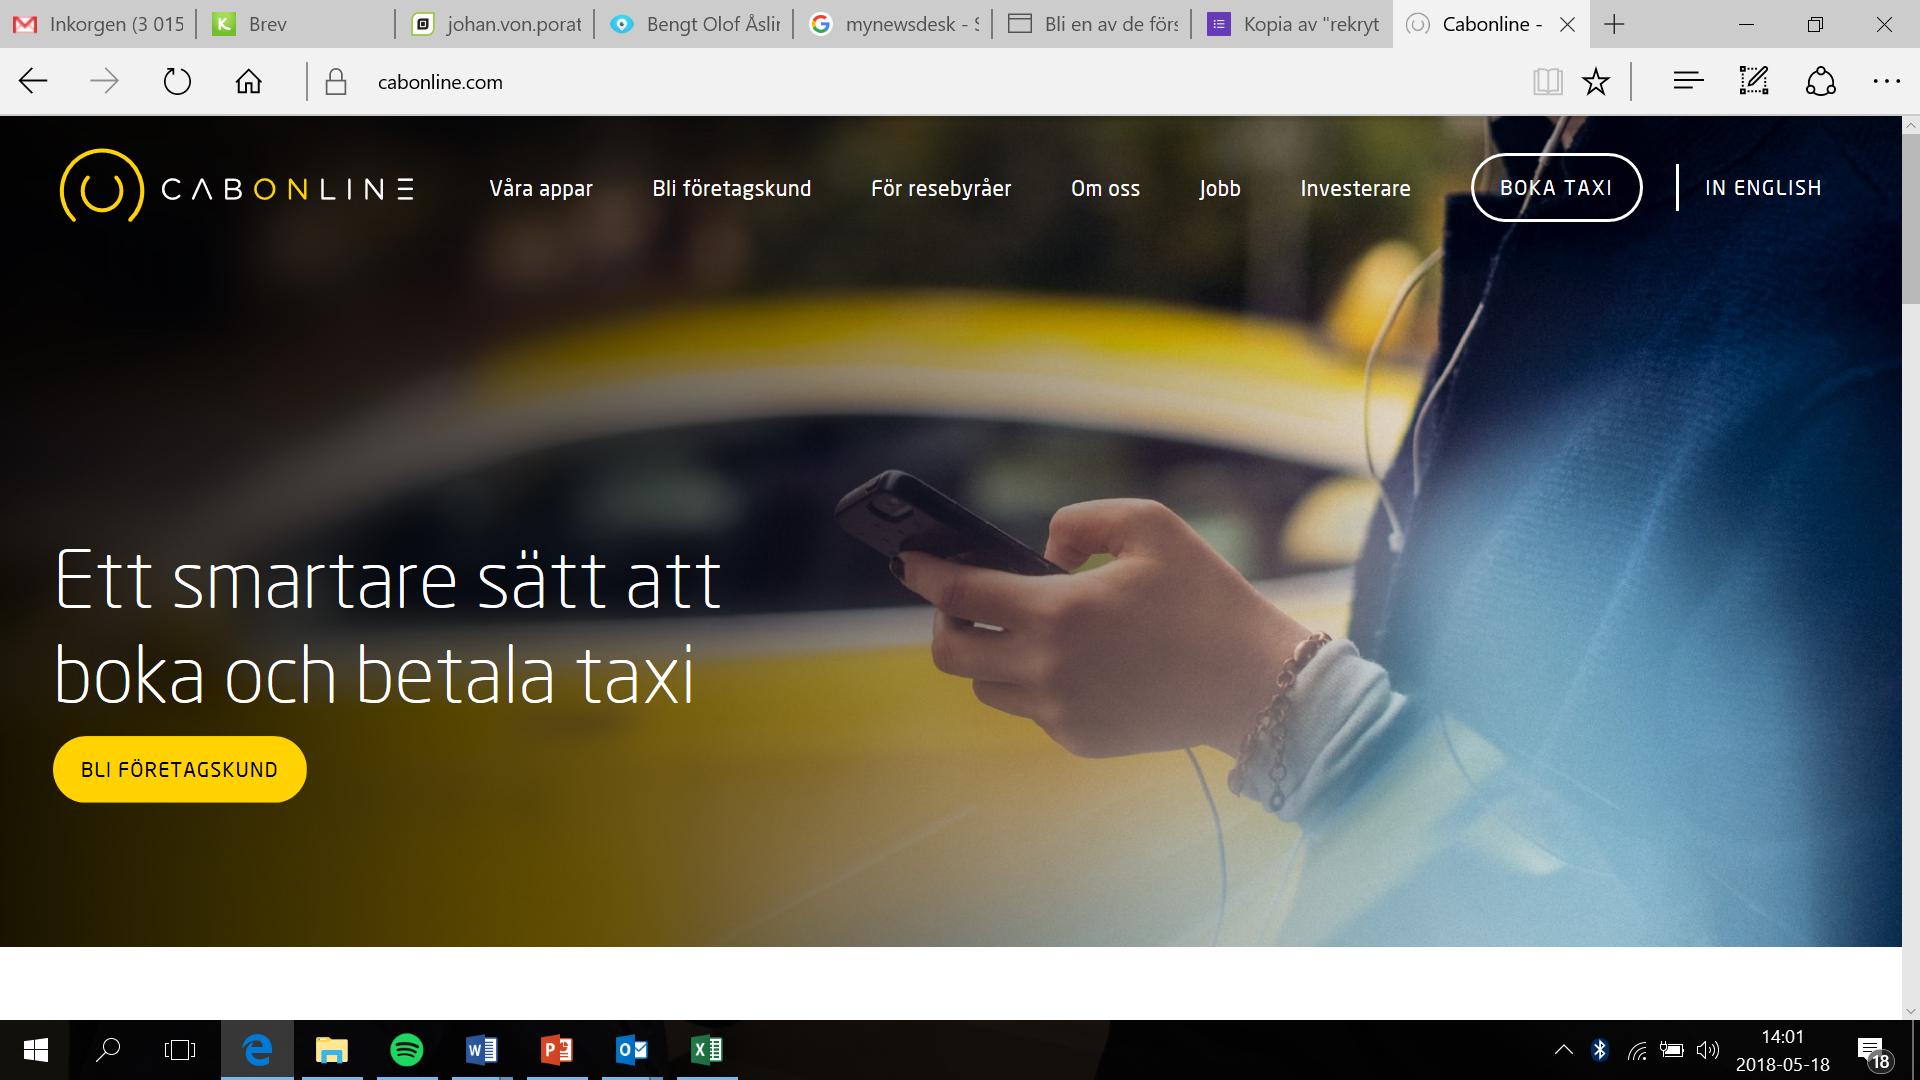 Inkorgen (3 015
Brev
johan.von.porat
Bengt Olof Åslin
mynewsdesk - S
Bli en av de förs
Kopia av "rekryt
Cabonline -
cabonline.com
CABONLINE
Våra appar
Bli företagskund
För resebyråer
Om oss
Jobb
Investerare
BOKA TAXI
IN ENGLISH
Ett smartare sätt att
boka och betala taxi
BLI FÖRETAGSKUND
14:01
2018-05-18
18